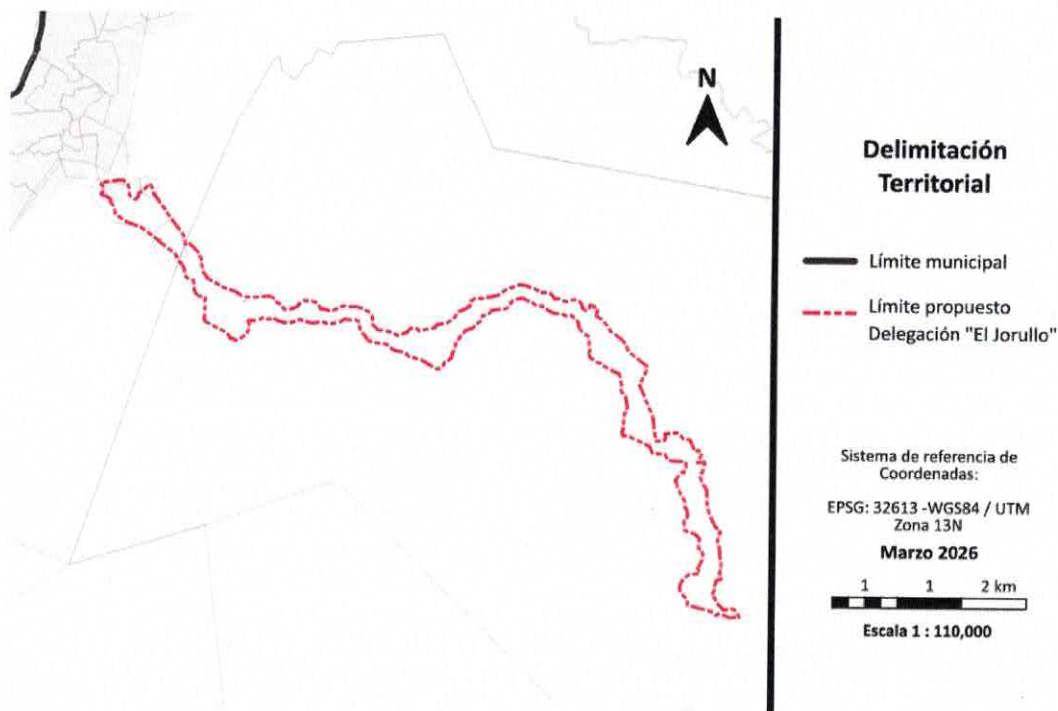 N
Delimitación
Territorial
Límite municipal
Límite propuesto
Delegación "El Jorullo"
Sistema de referencia de
Coordenadas:
EPSG: 32613 -WGS84 / UTM
Zona 13N
Marzo 2026
1 1 2 km
Escala 1 : 110,000